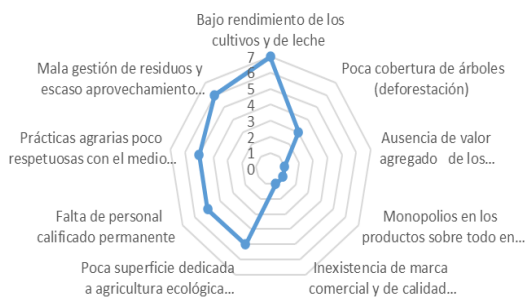 Bajo rendimiento de los
cultivos y de leche
Poca cobertura de árboles
(deforestación)
Ausencia de valor
agregado de los...
Monopolios en los
productos sobre todo en...
Inexistencia de marca
comercial y de calidad...
Poca superficie dedicada
a agricultura ecológica...
Falta de personal
calificado permanente
Prácticas agrarias poco
respetuosas con el medio...
Mala gestión de residuos y
escaso aprovechamiento...
7
6
5
4
3
2
1
0